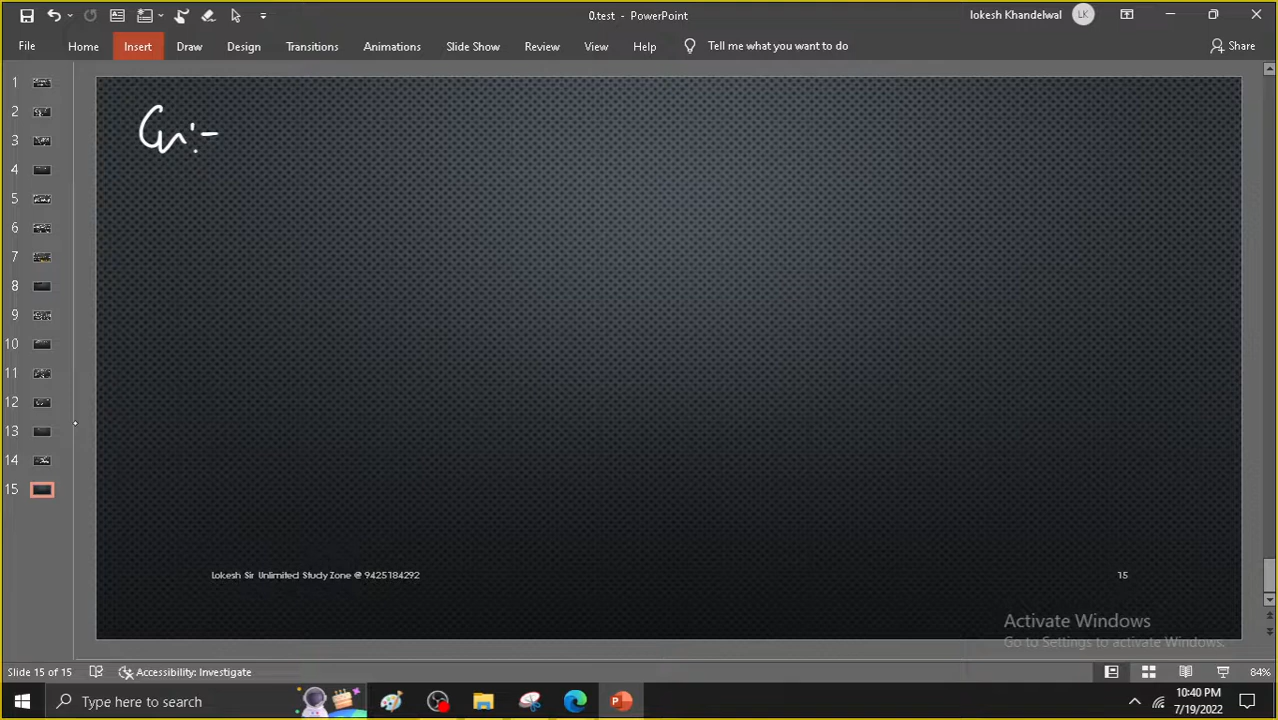 0.test - PowerPoint
lokesh Khandelwal
LK
File
Home
Insert
Draw
Design
Transitions
Animations
Slide Show
Review
View
Help
Tell me what you want to do
Share
1
2
3
4
5
6
7
8
9
10
11
12
13
14
15
Lokesh Sir Unlimited Study Zone @ 9425184292
15
Activate Windows
Go to Settings to activate Windows.
Slide 15 of 15
Accessibility: Investigate
84%
Type here to search
10:40 PM
7/19/2022